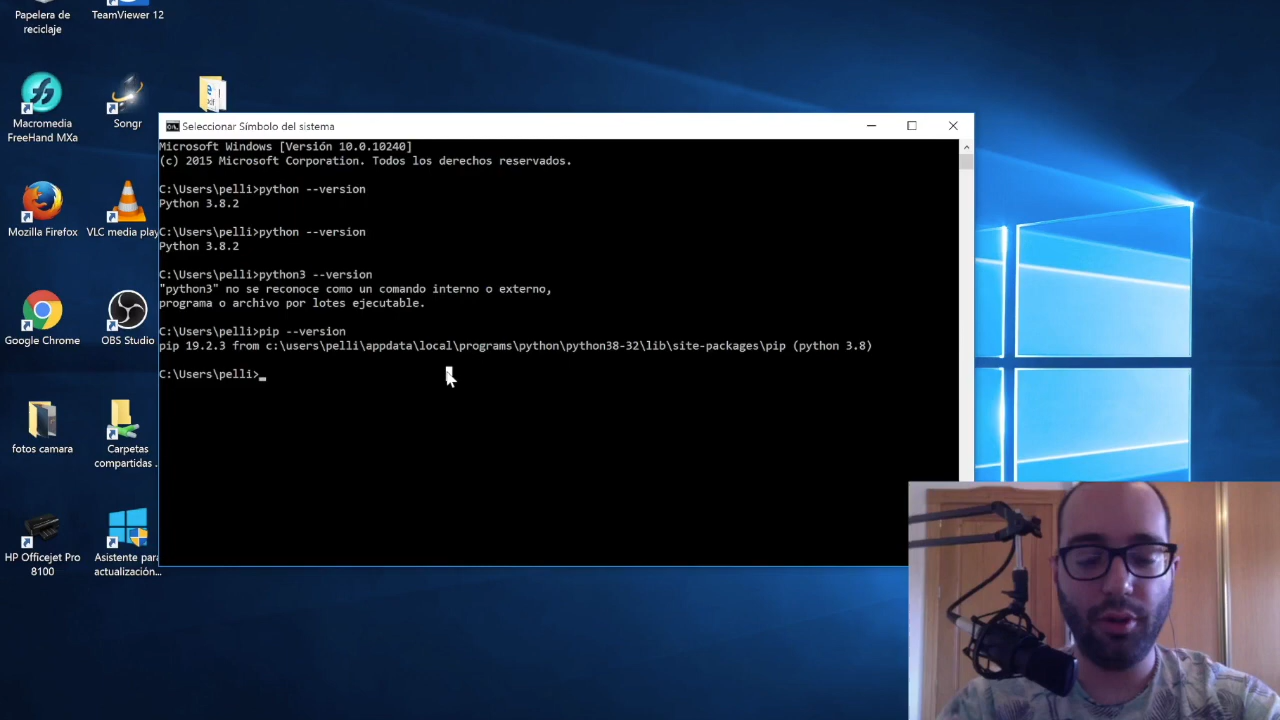 Papelera de
reciclaje
TeamViewer 12
Macromedia
FreeHand MXa
Songr
Mozilla Firefox
VLC media play
Google Chrome
OBS Studio
fotos camara
Carpetas
compartidas ...
HP Officejet Pro
8100
Asistente para
actualización...
Seleccionar Símbolo del sistema
Microsoft Windows [Versión 10.0.10240]
(c) 2015 Microsoft Corporation. Todos los derechos reservados.
C:\Users\pelli>python --version
Python 3.8.2
C:\Users\pelli>python --version
Python 3.8.2
C:\Users\pelli>python3 --version
"python3" no se reconoce como un comando interno o externo,
programa o archivo por lotes ejecutable.
C:\Users\pelli>pip --version
pip 19.2.3 from c:\users\pelli\appdata\local\programs\python\python38-32\lib\site-packages\pip (python 3.8)
C:\Users\pelli>_